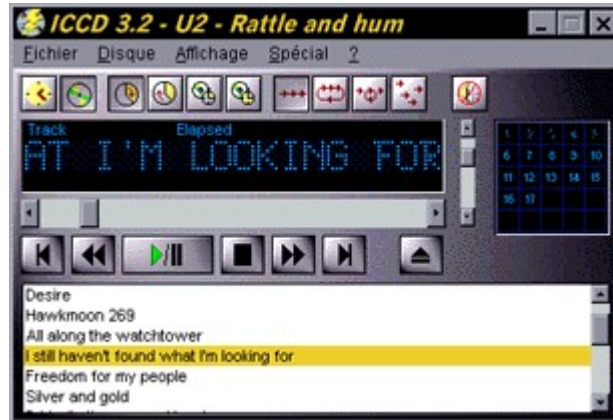 ICCD 3.2 - U2 - Rattle and hum
Fichier Disque Affichage Spécial ?
Track Elapsed
AT I'M LOOKING FOR
1 2 3 4 5
6 7 8 9 10
11 12 13 14 15
16 17
Desire
Hawkmoon 269
All along the watchtower
I still haven't found what I'm looking for
Freedom for my people
Silver and gold